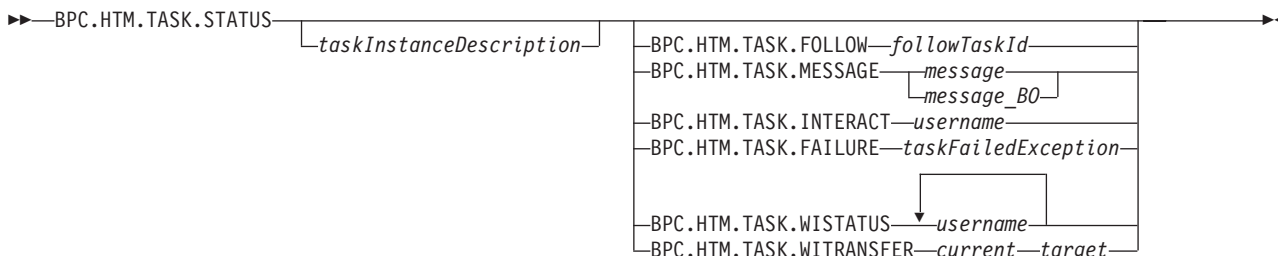 BPC.HTM.TASK.STATUS
taskInstanceDescription
BPC.HTM.TASK.FOLLOW followTaskId
BPC.HTM.TASK.MESSAGE message
message_BO
BPC.HTM.TASK.INTERACT username
BPC.HTM.TASK.FAILURE taskFailedException
BPC.HTM.TASK.WISTATUS username
BPC.HTM.TASK.WITRANSFER current target